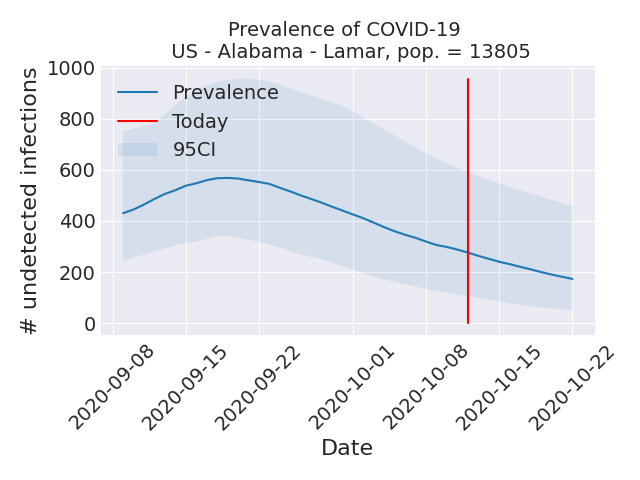 Prevalence of COVID-19
US - Alabama - Lamar, pop. = 13805
# undetected infections
1000
800
600
400
200
0
Prevalence
Today
95CI
2020-09-08
2020-09-15
2020-09-22
2020-10-01
2020-10-08
2020-10-15
2020-10-22
Date